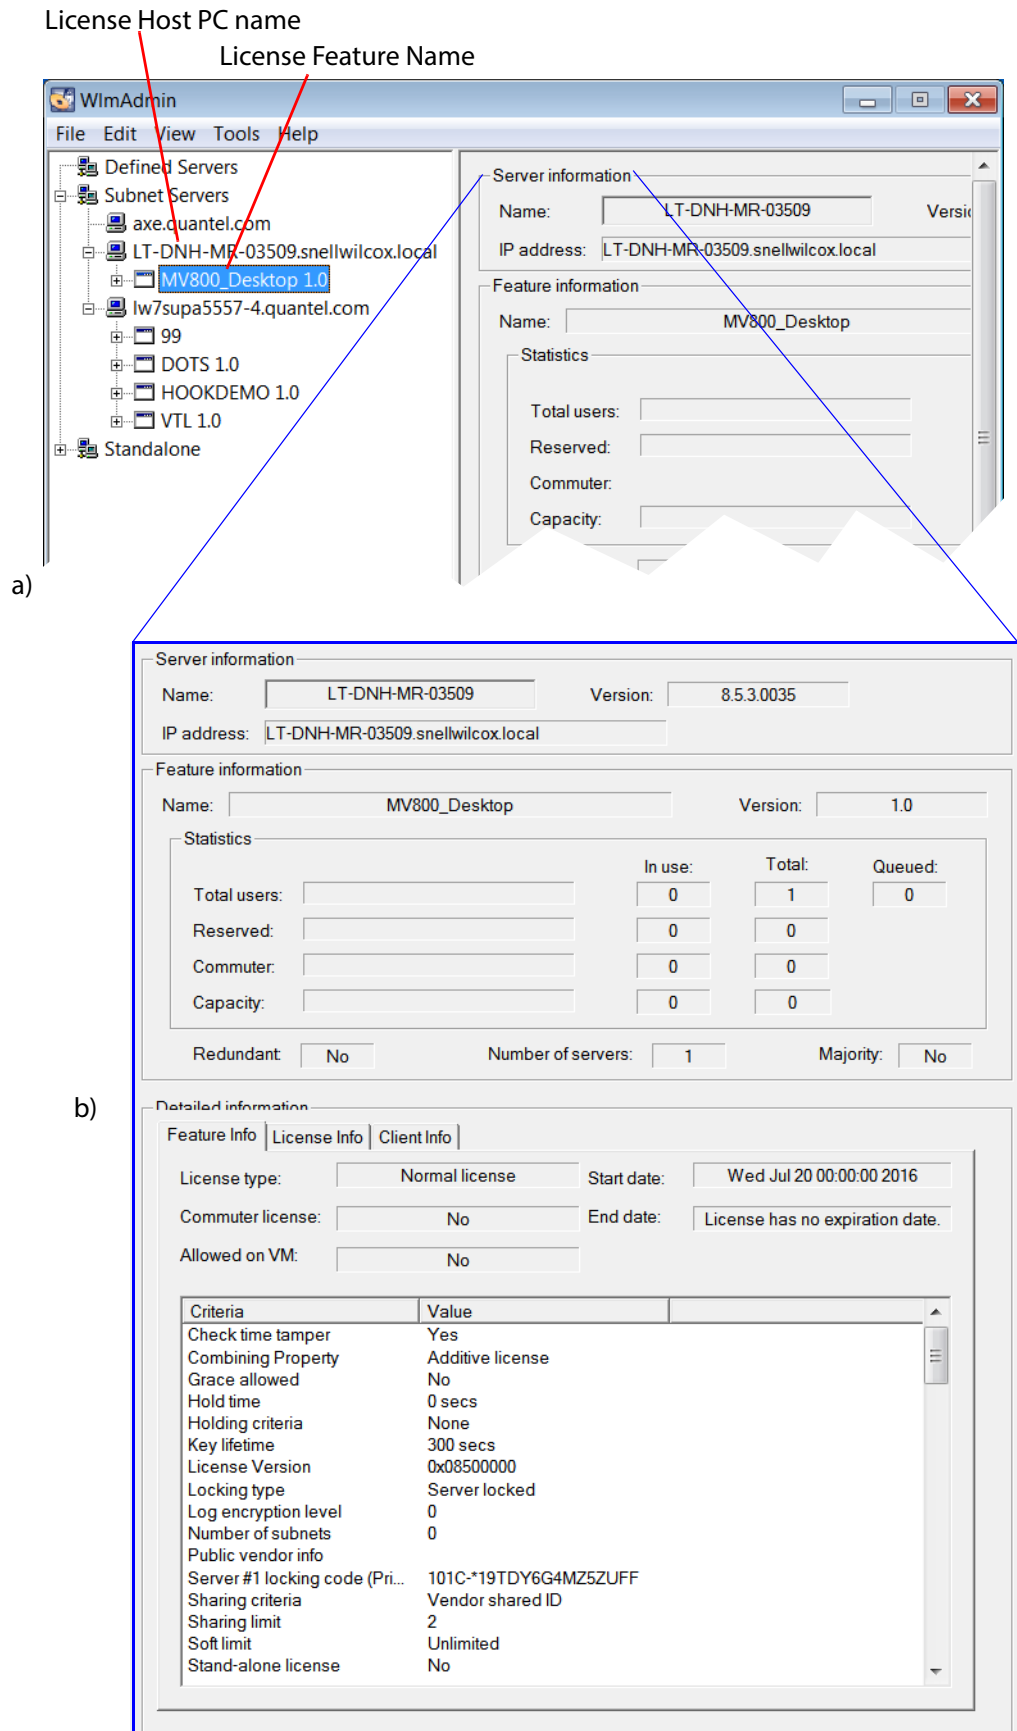 License Host PC name
License Feature Name
WlmAdmin
File Edit View Tools Help
Defined Servers
Subnet Servers
axe.quantel.com
LT-DNH-MR-03509.snellwilcox.local
MV800_Desktop 1.0
lw7supa5557-4.quantel.com
99
DOTS 1.0
HOOKDEMO 1.0
VTL 1.0
Standalone
Server information
Name: LT-DNH-MR-03509 Versic
IP address: LT-DNH-MR-03509.snellwilcox.local
Feature information
Name: MV800_Desktop
Statistics
Total users:
Reserved:
Commuter:
Capacity:
a)
Server information
Name: LT-DNH-MR-03509 Version: 8.5.3.0035
IP address: LT-DNH-MR-03509.snellwilcox.local
Feature information
Name: MV800_Desktop Version: 1.0
Statistics
In use: Total: Queued:
Total users: 0 1 0
Reserved: 0 0
Commuter: 0 0
Capacity: 0 0
Redundant: No Number of servers: 1 Majority: No
b)
Detailed information
Feature Info License Info Client Info
License type: Normal license Start date: Wed Jul 20 00:00:00 2016
Commuter license: No End date: License has no expiration date.
Allowed on VM: No
Criteria Value
Check time tamper Yes
Combining Property Additive license
Grace allowed No
Hold time 0 secs
Holding criteria None
Key lifetime 300 secs
License Version 0x08500000
Locking type Server locked
Log encryption level 0
Number of subnets 0
Public vendor info
Server #1 locking code (Pri... 101C-*19TDY6G4MZ5ZUFF
Sharing criteria Vendor shared ID
Sharing limit 2
Soft limit Unlimited
Stand-alone license No